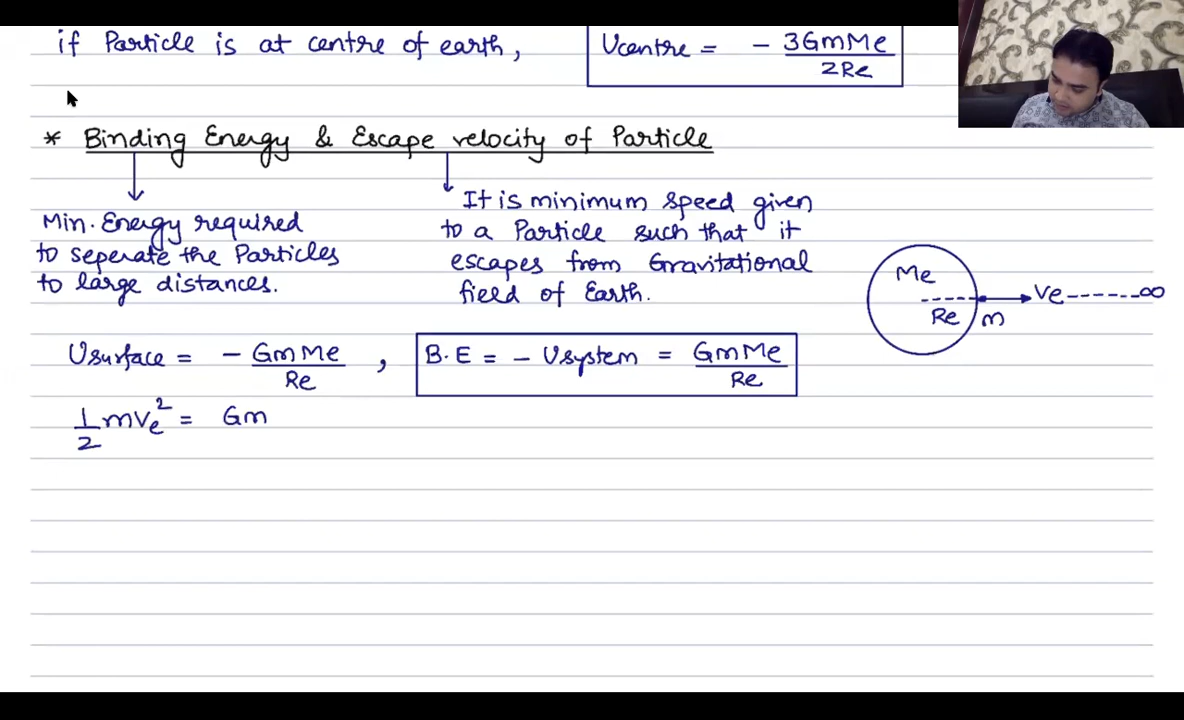 if Particle is at centre of earth, Ucentre = - 3GmMe / 2Re
* Binding Energy & Escape velocity of Particle
Min. Energy required
to seperate the Particles
to large distances.
It is minimum speed given
to a Particle such that it
escapes from Gravitational
field of Earth.
Me
Re
m
Ve ∞
Usurface = - GmMe / Re , B.E = - Usystem = GmMe / Re
1/2 mVe² = Gm